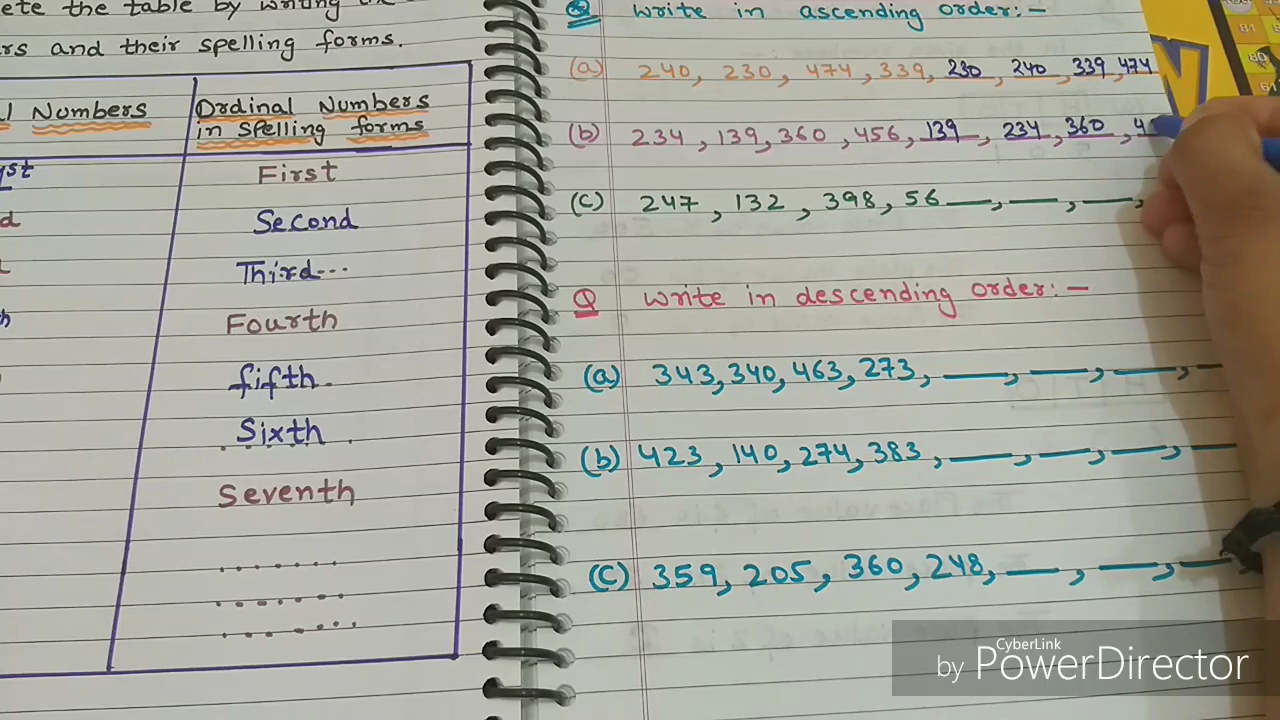 ete the table by writing the
rs and their spelling forms.
l Numbers
Ordinal Numbers
in spelling forms
st
First
d
Second
Third...
h
Fourth
fifth.
Sixth
Seventh
Q Write in ascending order:-
(a) 240, 230, 474, 339, 230, 240, 339, 474
(b) 234, 139, 360, 456, 139, 234, 360, 45
(c) 247, 132, 398, 56
Q Write in descending order:-
(a) 343, 340, 463, 273,
(b) 423, 140, 274, 383,
(c) 359, 205, 360, 248,
by CyberLink PowerDirector